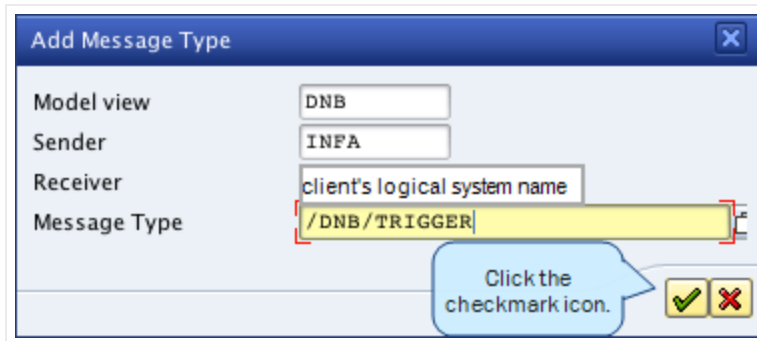 Add Message Type
Model view DNB
Sender INFA
Receiver client's logical system name
Message Type /DNB/TRIGGER
Click the
checkmark icon.